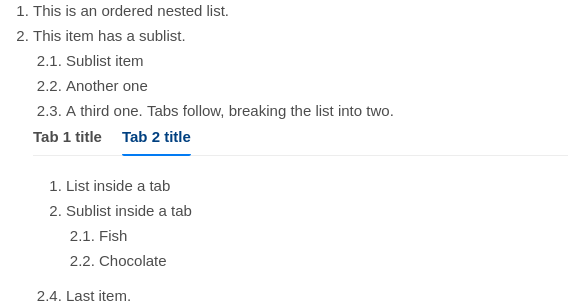 1. This is an ordered nested list.
2. This item has a sublist.
2.1. Sublist item
2.2. Another one
2.3. A third one. Tabs follow, breaking the list into two.
Tab 1 title Tab 2 title
1. List inside a tab
2. Sublist inside a tab
2.1. Fish
2.2. Chocolate
2.4. Last item.